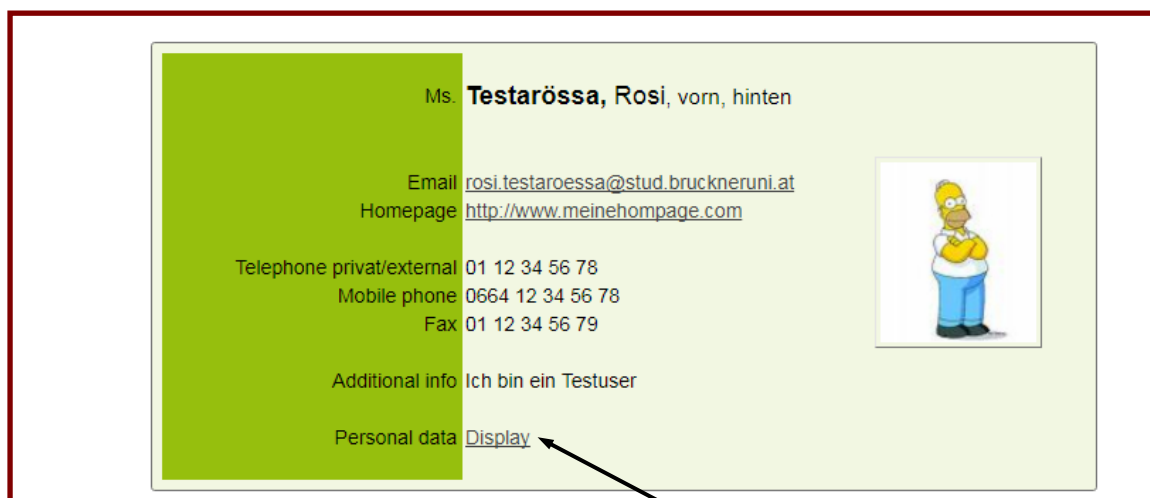 Ms. Testarössa, Rosi, vorn, hinten
Email rosi.testaroessa@stud.bruckneruni.at
Homepage http://www.meinehompage.com
Telephone privat/external 01 12 34 56 78
Mobile phone 0664 12 34 56 78
Fax 01 12 34 56 79
Additional info Ich bin ein Testuser
Personal data Display